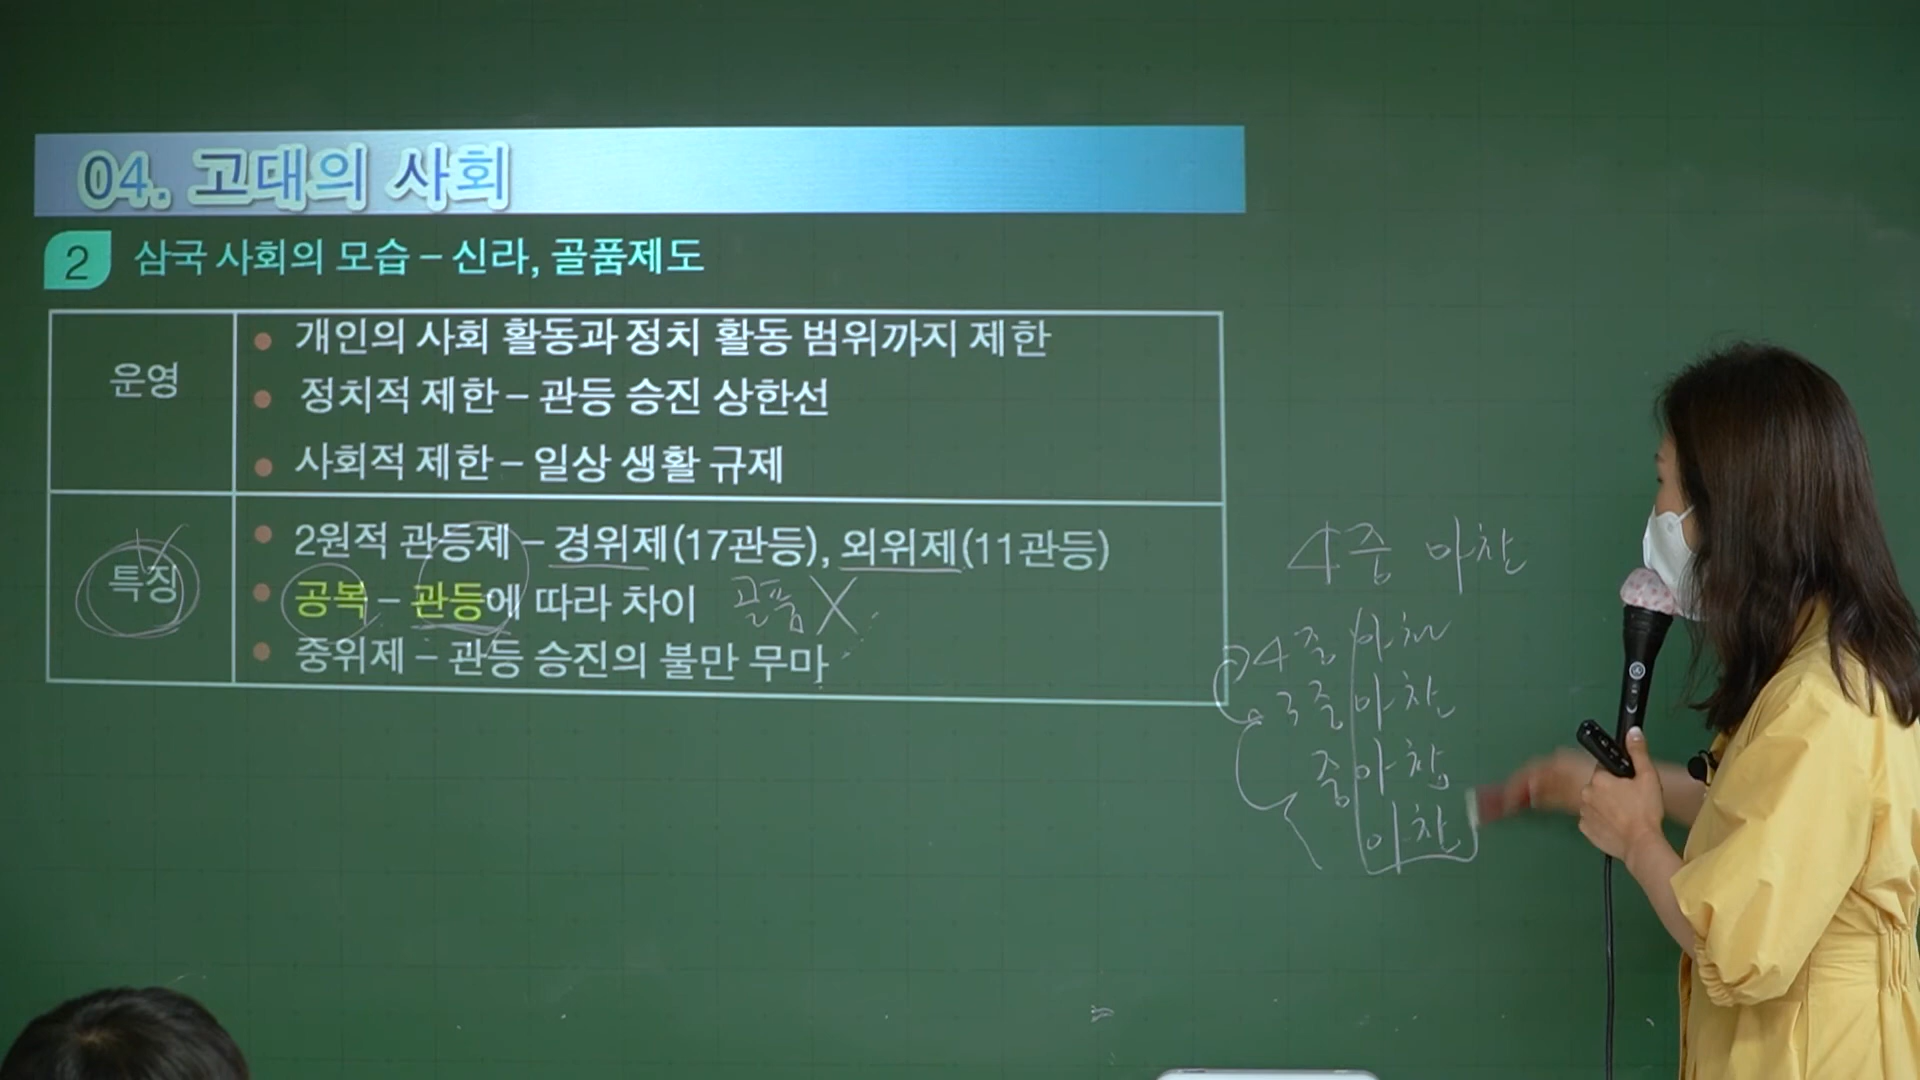 04. 고대의 사회
2 삼국 사회의 모습 – 신라, 골품제도
운영
개인의 사회 활동과 정치 활동 범위까지 제한
정치적 제한 – 관등 승진 상한선
사회적 제한 – 일상 생활 규제
특징
2원적 관등제 – 경위제(17관등), 외위제(11관등)
공복 – 관등에 따라 차이 골품 X
중위제 – 관등 승진의 불만 무마
4중 아찬
4중 아찬
3중 아찬
중 아찬
아찬